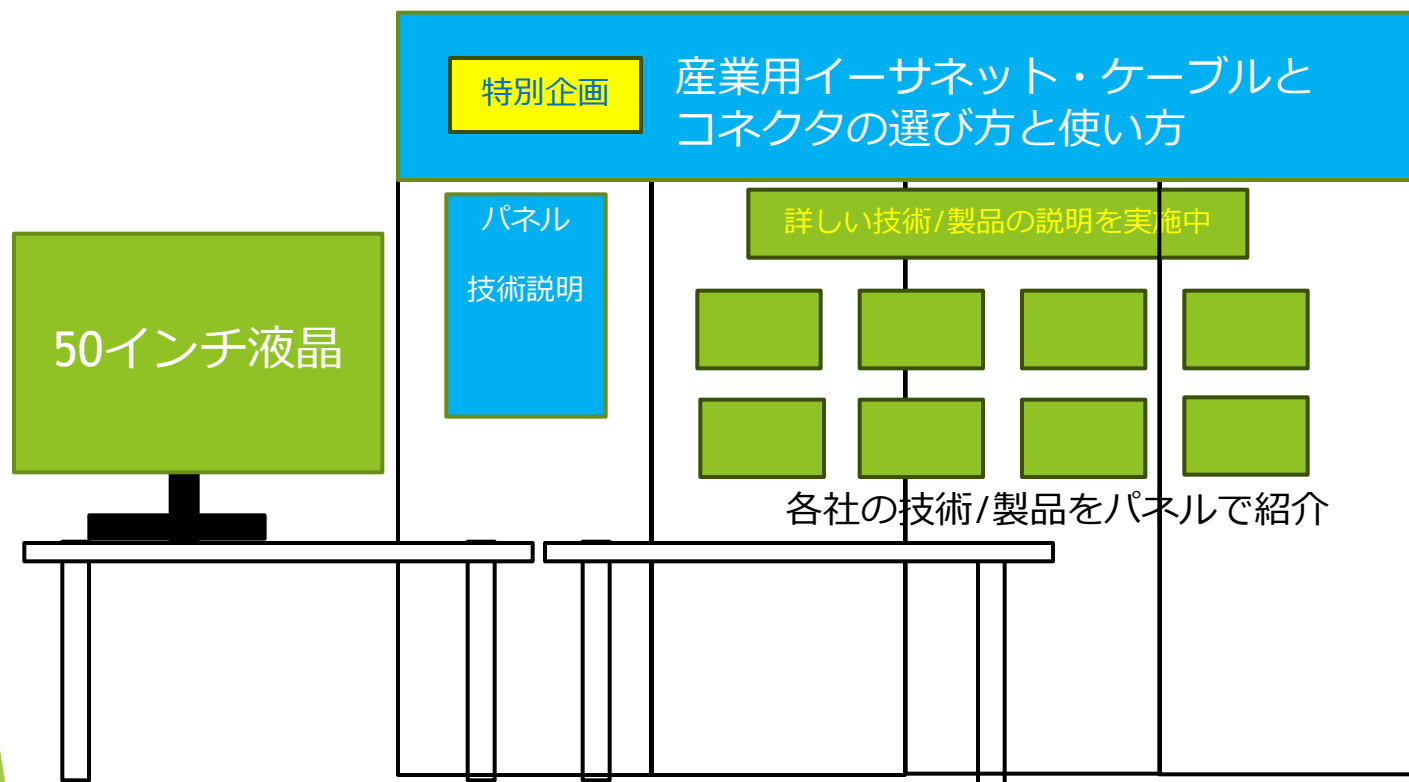 特別企画
産業用イーサネット・ケーブルと
コネクタの選び方と使い方
パネル
技術説明
詳しい技術/製品の説明を実施中
50インチ液晶
各社の技術/製品をパネルで紹介